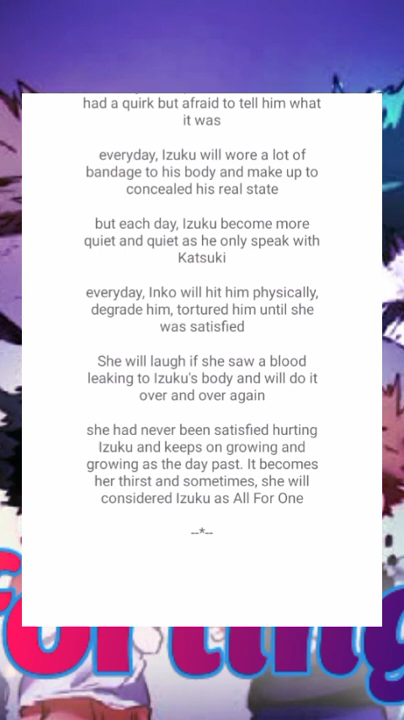 had a quirk but afraid to tell him what
it was
everyday, Izuku will wore a lot of
bandage to his body and make up to
concealed his real state
but each day, Izuku become more
quiet and quiet as he only speak with
Katsuki
everyday, Inko will hit him physically,
degrade him, tortured him until she
was satisfied
She will laugh if she saw a blood
leaking to Izuku's body and will do it
over and over again
she had never been satisfied hurting
Izuku and keeps on growing and
growing as the day past. It becomes
her thirst and sometimes, she will
considered Izuku as All For One
--*--